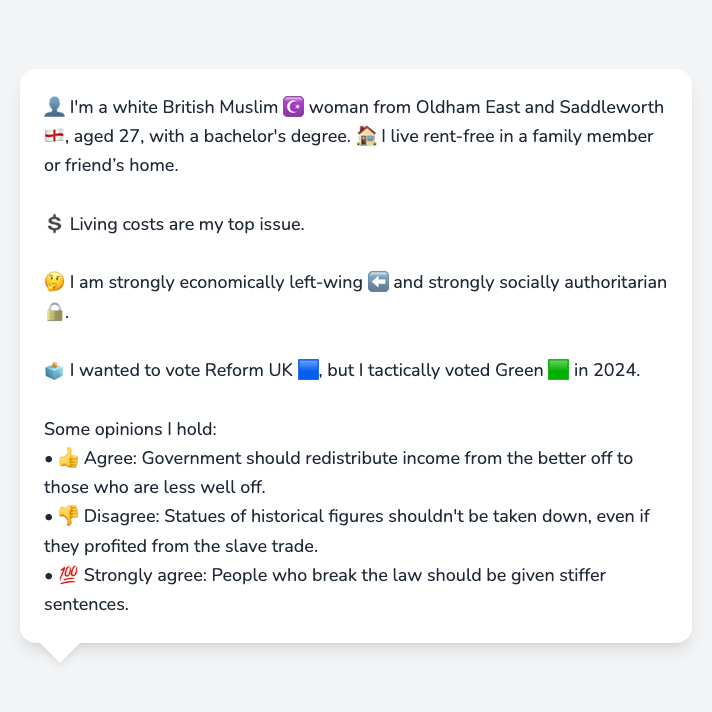 👤 I'm a white British Muslim ☪️ woman from Oldham East and Saddleworth
🏴󠁧󠁢󠁥󠁮󠁧󠁿, aged 27, with a bachelor's degree. 🏠 I live rent-free in a family member
or friend’s home.
💲 Living costs are my top issue.
🤔 I am strongly economically left-wing ⬅️ and strongly socially authoritarian
🔒.
🗳️ I wanted to vote Reform UK 🟦, but I tactically voted Green 🟩 in 2024.
Some opinions I hold:
• 👍 Agree: Government should redistribute income from the better off to
those who are less well off.
• 👎 Disagree: Statues of historical figures shouldn't be taken down, even if
they profited from the slave trade.
• 💯 Strongly agree: People who break the law should be given stiffer
sentences.